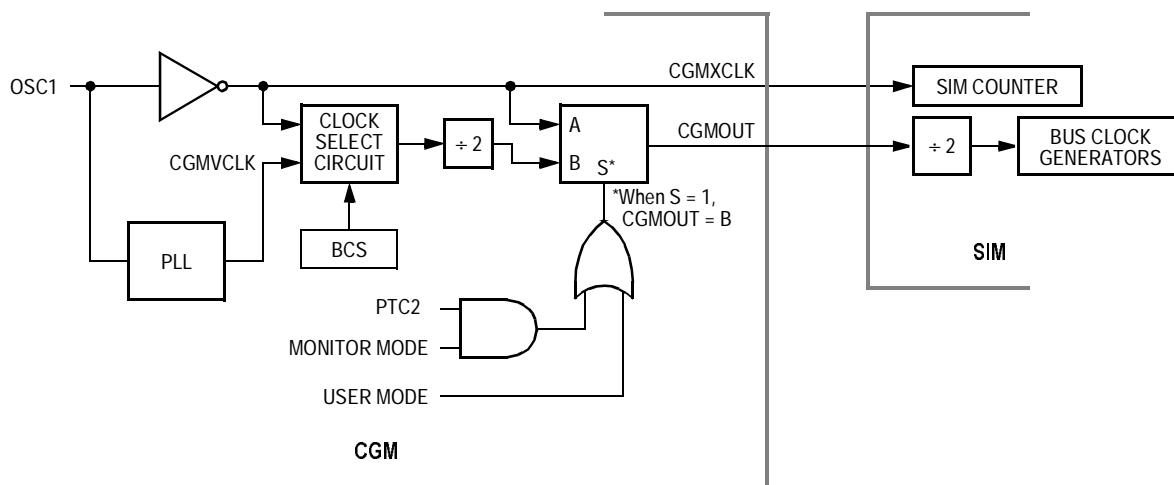 CGMXCLK
OSC1
SIM COUNTER
CLOCK
SELECT
CIRCUIT
A
CGMOUT
÷ 2
B
S*
÷ 2
BUS CLOCK
GENERATORS
CGMVCLK
*When S = 1,
CGMOUT = B
BCS
SIM
PLL
PTC2
MONITOR MODE
USER MODE
CGM